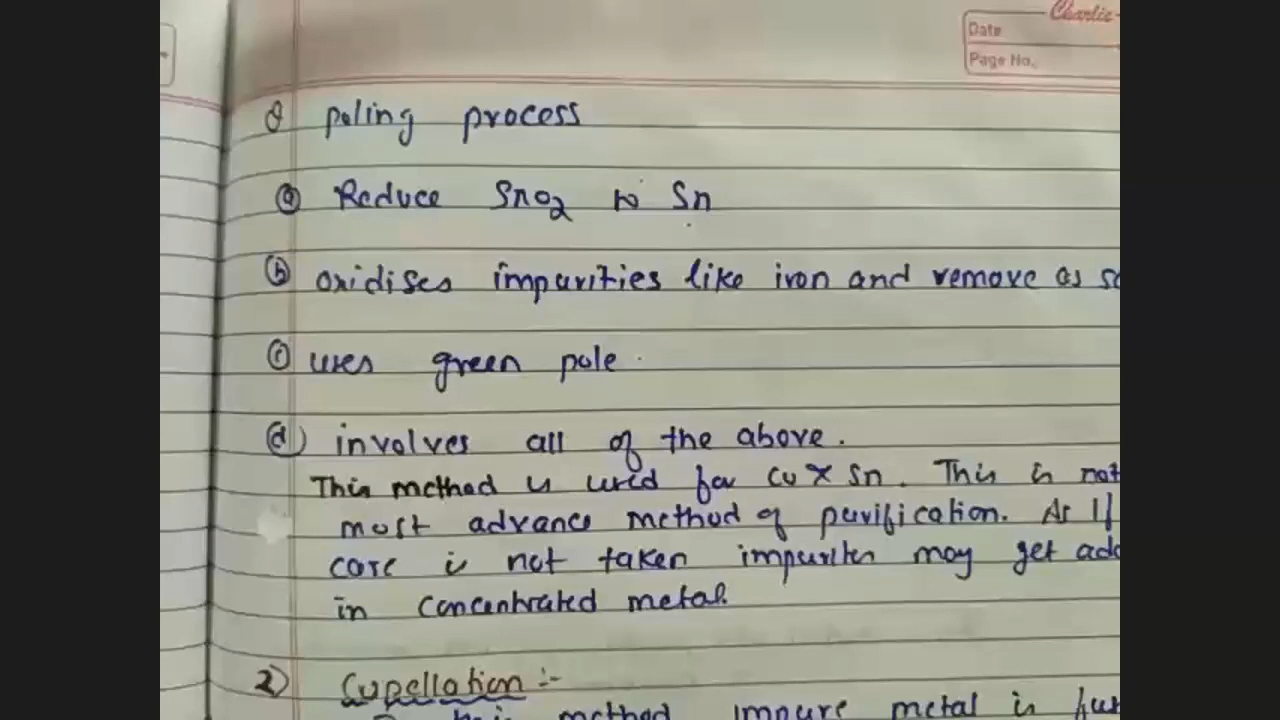 Charlie
Date
Page No.
Q poling process
(a) Reduce SnO2 to Sn
(b) oxidises impurities like iron and remove as
(c) uses green pole
(d) involves all of the above.
This method is used for Cu & Sn. This is not
most advance method of purification. As If
care is not taken impurities may get
in concentrated metal.
2) Cupellation :-
method impure metal is